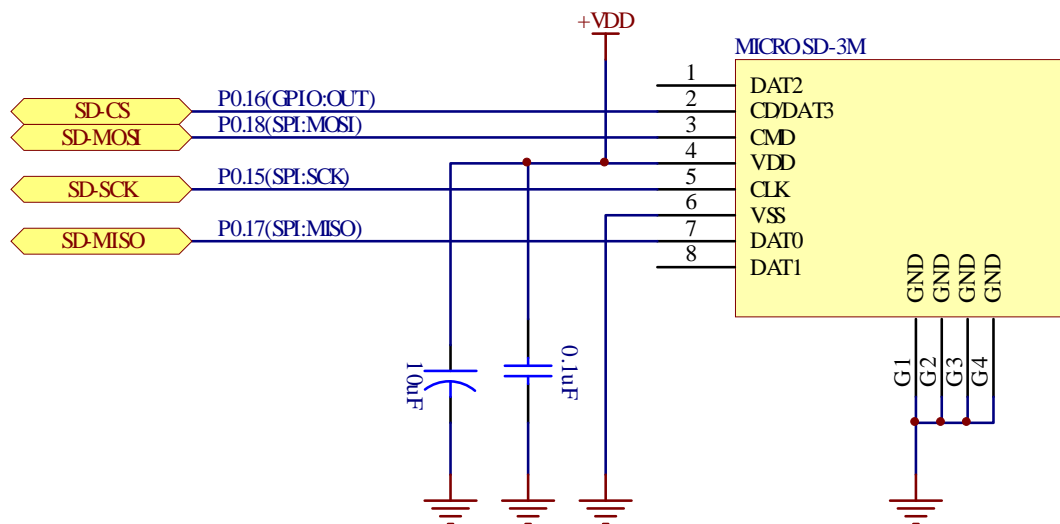 +VDD
MICROSD-3M
1 DAT2
SD-CS P0.16(GPIO:OUT) 2 CD/DAT3
SD-MOSI P0.18(SPI:MOSI) 3 CMD
4 VDD
SD-SCK P0.15(SPI:SCK) 5 CLK
6 VSS
SD-MISO P0.17(SPI:MISO) 7 DAT0
8 DAT1
GND GND GND GND
G1 G2 G3 G4
10uF
0.1uF